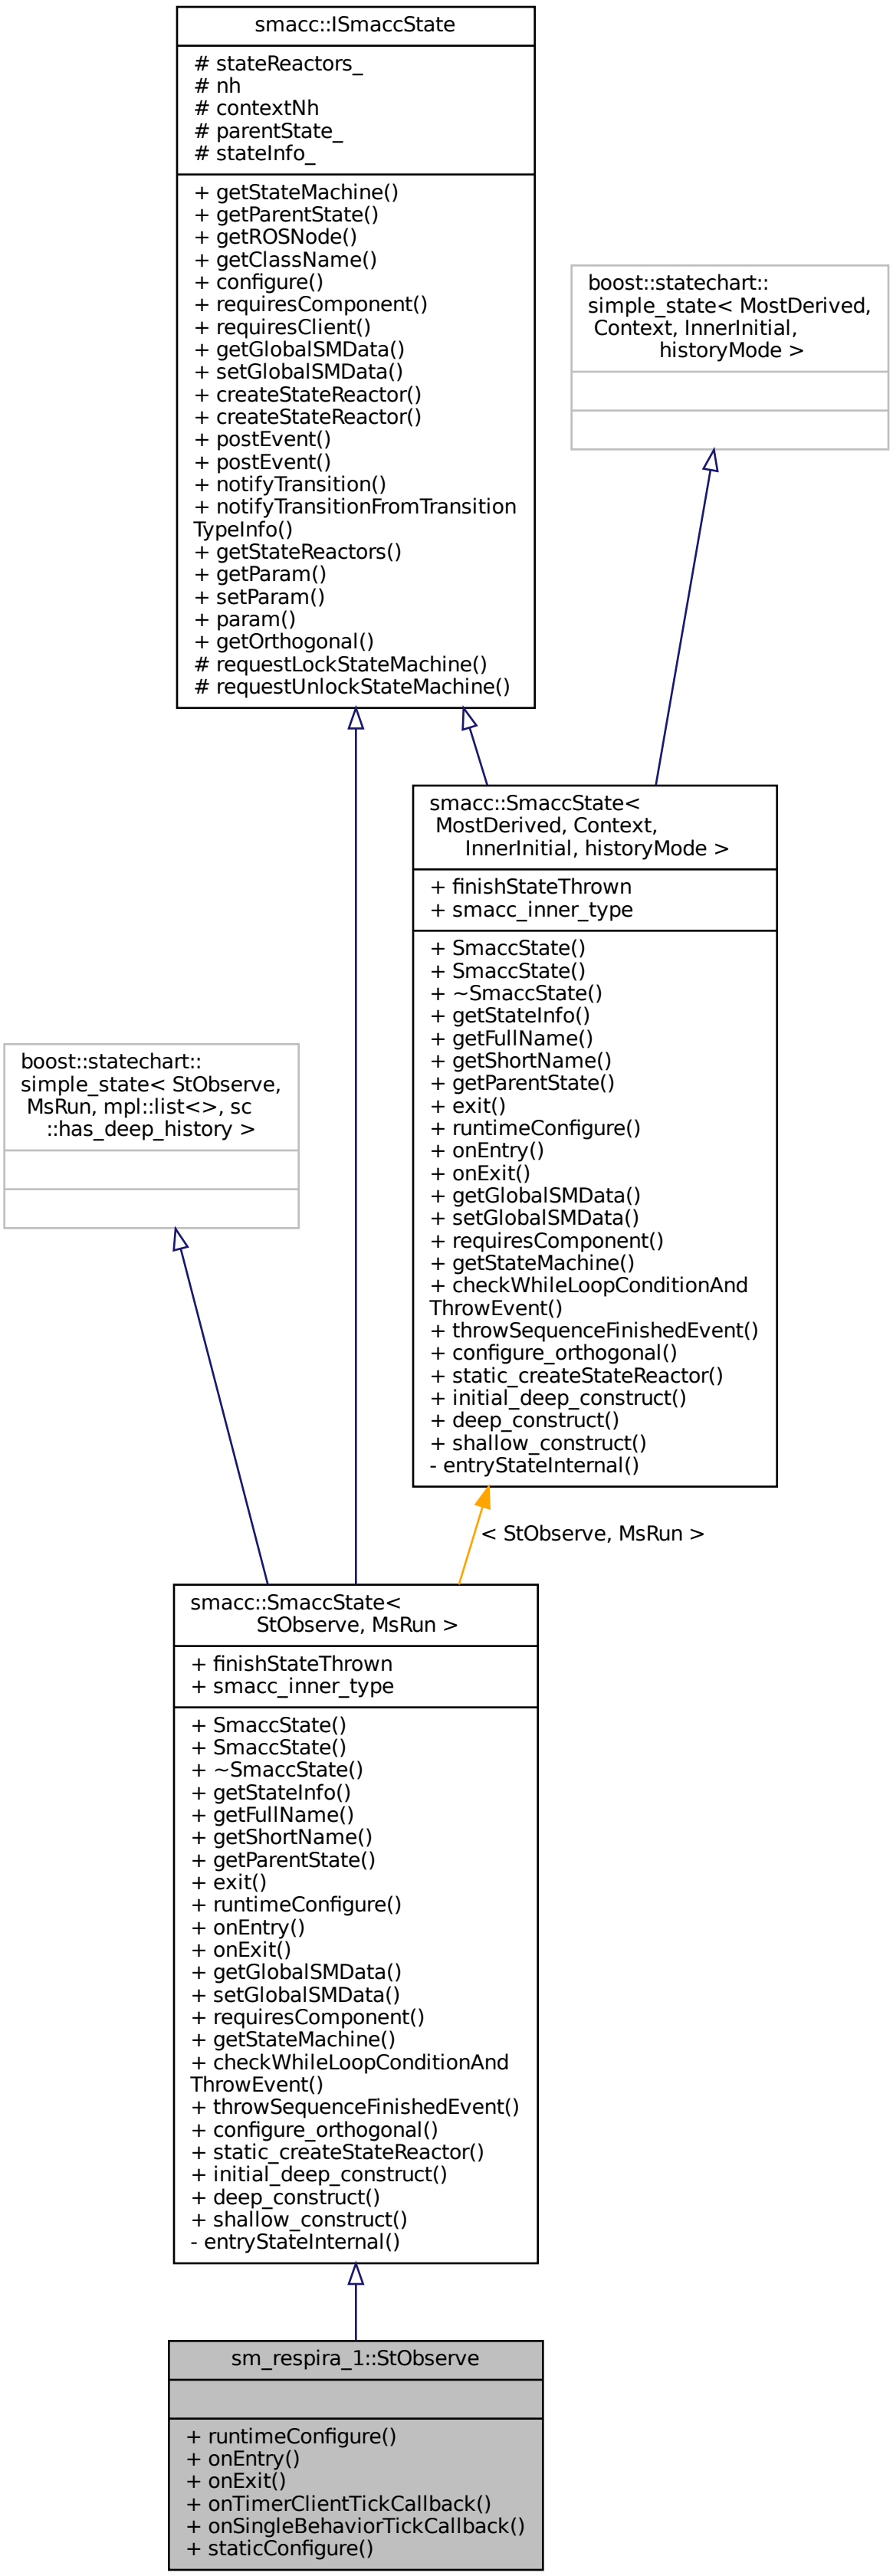 smacc::ISmaccState
# stateReactors_
# nh
# contextNh
# parentState_
# stateInfo_
+ getStateMachine()
+ getParentState()
+ getROSNode()
+ getClassName()
+ configure()
+ requiresComponent()
+ requiresClient()
+ getGlobalSMData()
+ setGlobalSMData()
+ createStateReactor()
+ createStateReactor()
+ postEvent()
+ postEvent()
+ notifyTransition()
+ notifyTransitionFromTransition
TypeInfo()
+ getStateReactors()
+ getParam()
+ setParam()
+ param()
+ getOrthogonal()
# requestLockStateMachine()
# requestUnlockStateMachine()
boost::statechart::
simple_state< MostDerived,
Context, InnerInitial,
historyMode >
smacc::SmaccState<
MostDerived, Context,
InnerInitial, historyMode >
+ finishStateThrown
+ smacc_inner_type
+ SmaccState()
+ SmaccState()
+ ~SmaccState()
+ getStateInfo()
+ getFullName()
+ getShortName()
+ getParentState()
+ exit()
+ runtimeConfigure()
+ onEntry()
+ onExit()
+ getGlobalSMData()
+ setGlobalSMData()
+ requiresComponent()
+ getStateMachine()
+ checkWhileLoopConditionAnd
ThrowEvent()
+ throwSequenceFinishedEvent()
+ configure_orthogonal()
+ static_createStateReactor()
+ initial_deep_construct()
+ deep_construct()
+ shallow_construct()
- entryStateInternal()
boost::statechart::
simple_state< StObserve,
MsRun, mpl::list<>, sc
::has_deep_history >
< StObserve, MsRun >
smacc::SmaccState<
StObserve, MsRun >
+ finishStateThrown
+ smacc_inner_type
+ SmaccState()
+ SmaccState()
+ ~SmaccState()
+ getStateInfo()
+ getFullName()
+ getShortName()
+ getParentState()
+ exit()
+ runtimeConfigure()
+ onEntry()
+ onExit()
+ getGlobalSMData()
+ setGlobalSMData()
+ requiresComponent()
+ getStateMachine()
+ checkWhileLoopConditionAnd
ThrowEvent()
+ throwSequenceFinishedEvent()
+ configure_orthogonal()
+ static_createStateReactor()
+ initial_deep_construct()
+ deep_construct()
+ shallow_construct()
- entryStateInternal()
sm_respira_1::StObserve
+ runtimeConfigure()
+ onEntry()
+ onExit()
+ onTimerClientTickCallback()
+ onSingleBehaviorTickCallback()
+ staticConfigure()